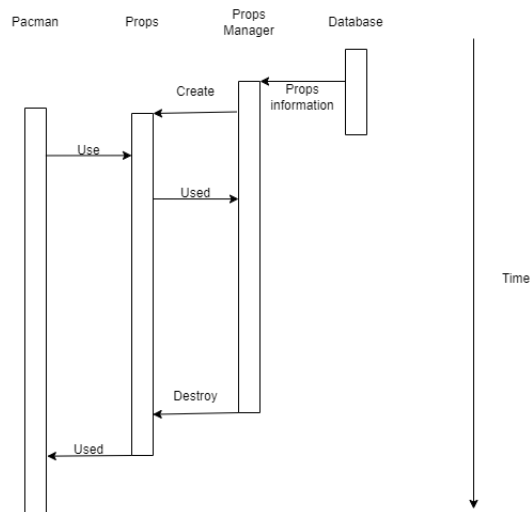 Pacman
Props
Props
Manager
Database
Create
Props
information
Use
Used
Time
Destroy
Used